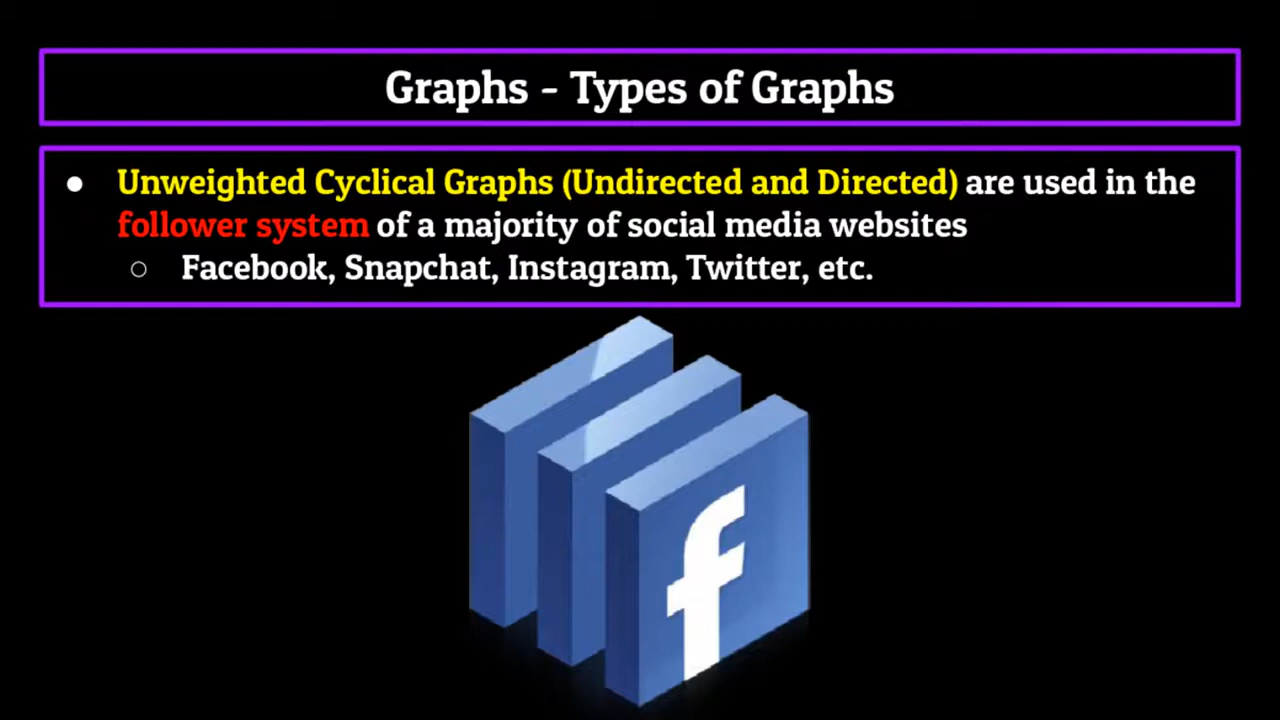 Graphs - Types of Graphs
● Unweighted Cyclical Graphs (Undirected and Directed) are used in the
follower system of a majority of social media websites
○ Facebook, Snapchat, Instagram, Twitter, etc.
f